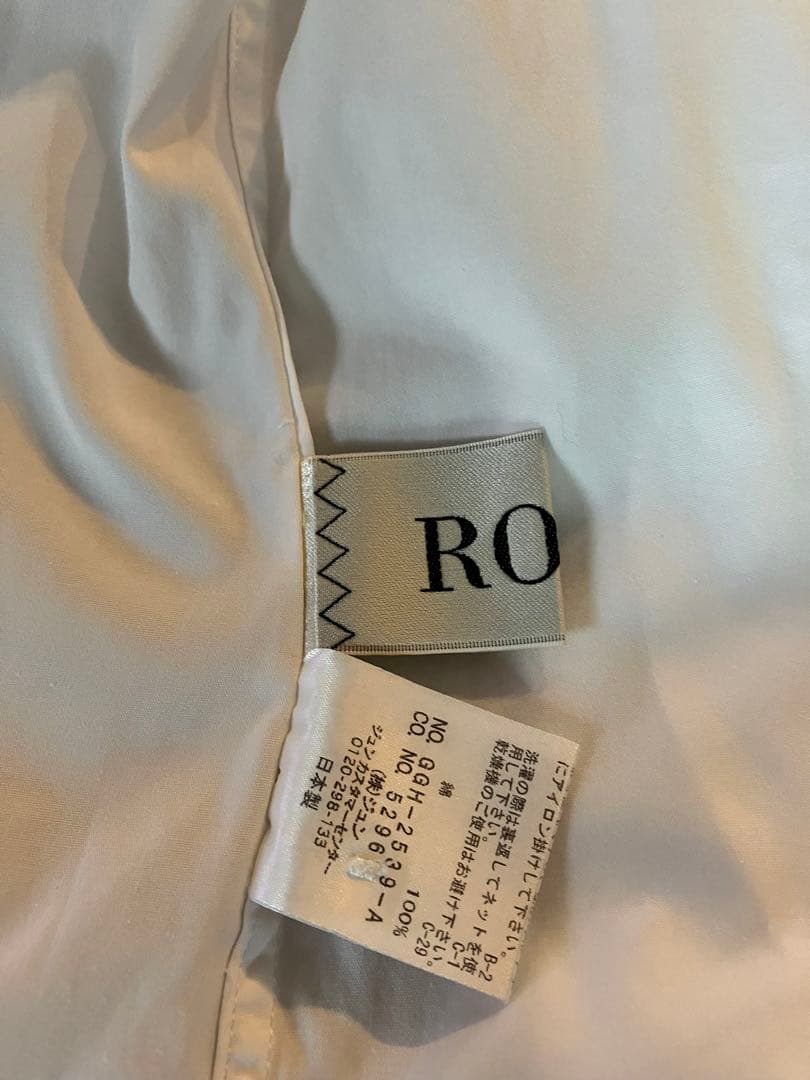 RO
にアイロン掛けして下さい。 B-2
洗濯の際は裏返してネットを使
用して下さい。 C-1
乾燥機のご使用はお避け下さい。 C-29
綿 100%
NO. GGH-2539-A
CO. NO. 5296
(株)ジュン
ジュン カスタマーセンター
0120-298-133
日本製